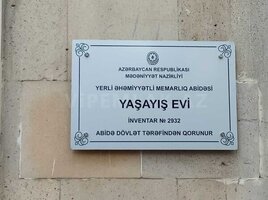 AZƏRBAYCAN RESPUBLİKASI
MƏDƏNİYYƏT NAZİRLİYİ
YERLİ ƏHƏMİYYƏTLİ MEMARLIQ ABİDƏSİ
YAŞAYIŞ EVİ
İNVENTAR № 2932
ABİDƏ DÖVLƏT TƏRƏFİNDƏN QORUNUR